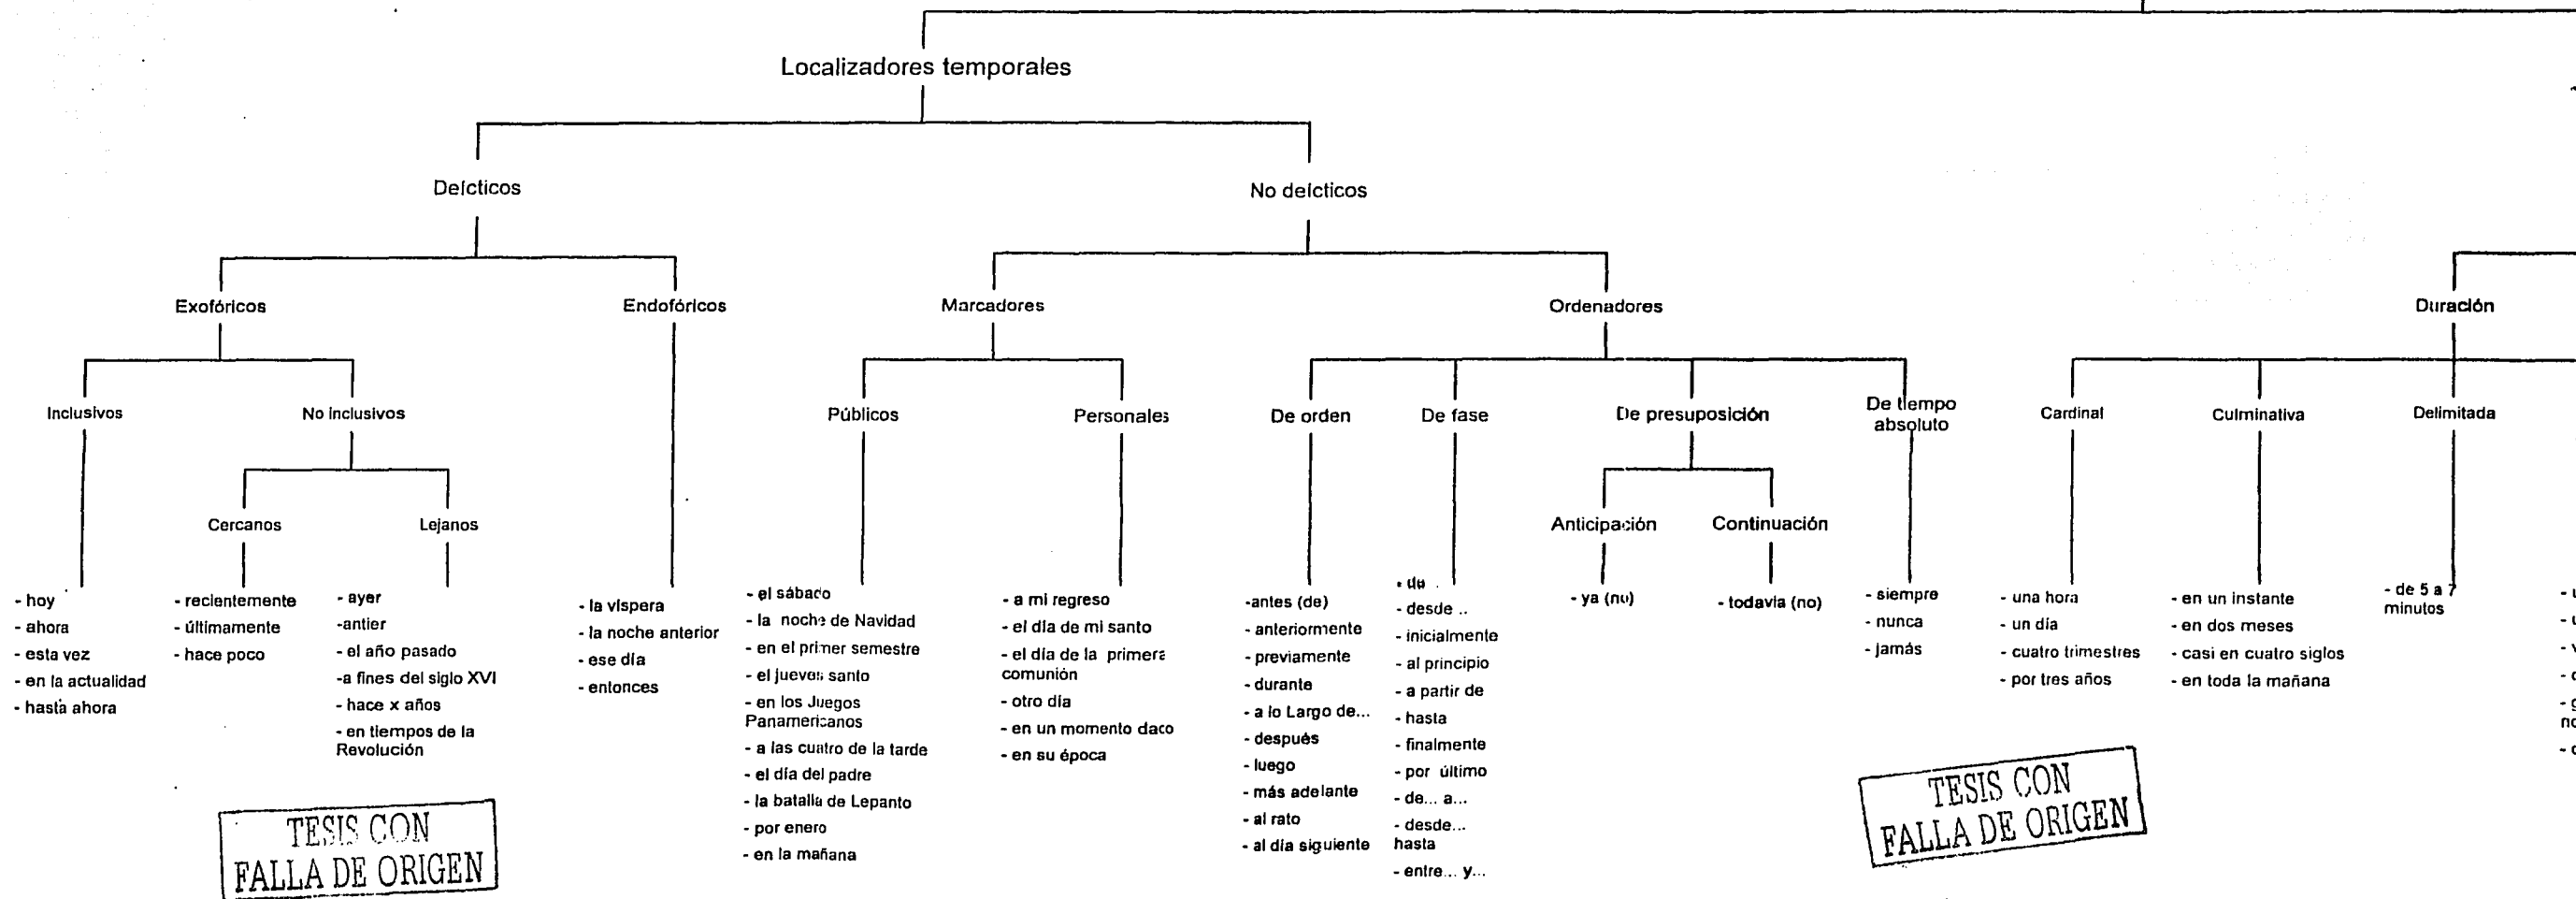 Localizadores temporales
Deícticos
No deícticos
Exofóricos
Endofóricos
Marcadores
Ordenadores
Duración
Inclusivos
No inclusivos
Públicos
Personales
De orden
De fase
De presuposición
De tiempo
absoluto
Cardinal
Culminativa
Delimitada
Cercanos
Lejanos
Anticipación
Continuación
- hoy
- ahora
- esta vez
- en la actualidad
- hasta ahora
- recientemente
- últimamente
- hace poco
- ayer
-antier
- el año pasado
-a fines del siglo XVI
- hace x años
- en tiempos de la
Revolución
- la víspera
- la noche anterior
- ese día
- entonces
- el sábado
- la noche de Navidad
- en el primer semestre
- el jueves santo
- en los Juegos
Panamericanos
- a las cuatro de la tarde
- el día del padre
- la batalla de Lepanto
- por enero
- en la mañana
- a mi regreso
- el día de mi santo
- el día de la primera
comunión
- otro día
- en un momento dado
- en su época
-antes (de)
- anteriormente
- previamente
- durante
- a lo Largo de...
- después
- luego
- más adelante
- al rato
- al día siguiente
- de ..
- desde ..
- inicialmente
- al principio
- a partir de
- hasta
- finalmente
- por último
- de... a...
- desde...
hasta
- entre... y...
- ya (no)
- todavía (no)
- siempre
- nunca
- jamás
- una hora
- un día
- cuatro trimestres
- por tres años
- en un instante
- en dos meses
- casi en cuatro siglos
- en toda la mañana
- de 5 a 7
minutos
TESIS CON
FALLA DE ORIGEN
TESIS CON
FALLA DE ORIGEN